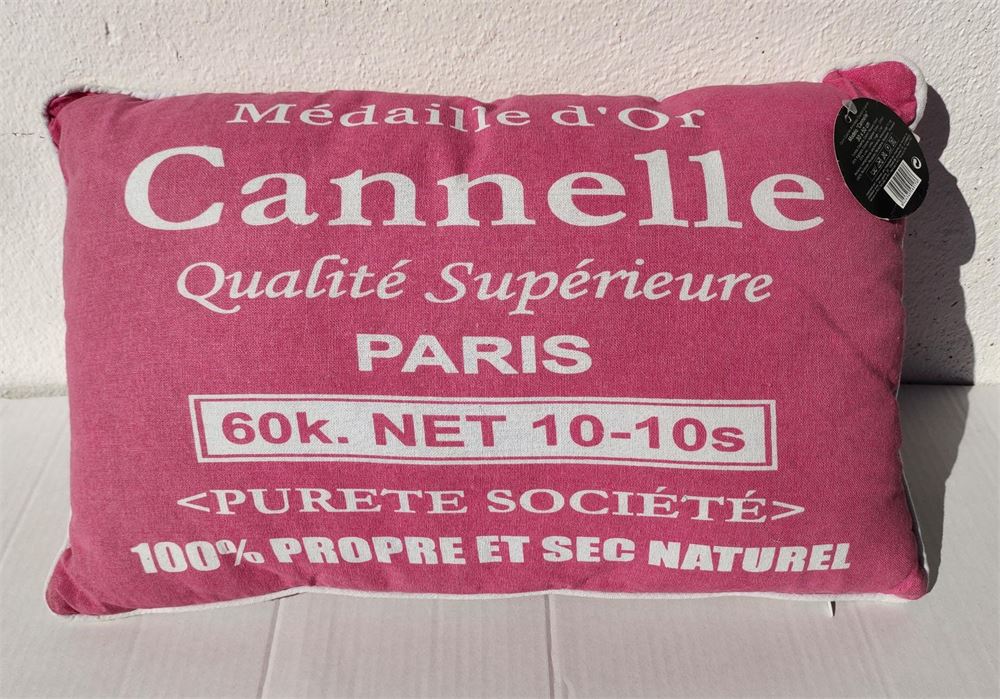 Médaille d'Or
Cannelle
Qualité Supérieure
PARIS
60k. NET 10-10s
<PURETE SOCIÉTÉ>
100% PROPRE ET SEC NATUREL